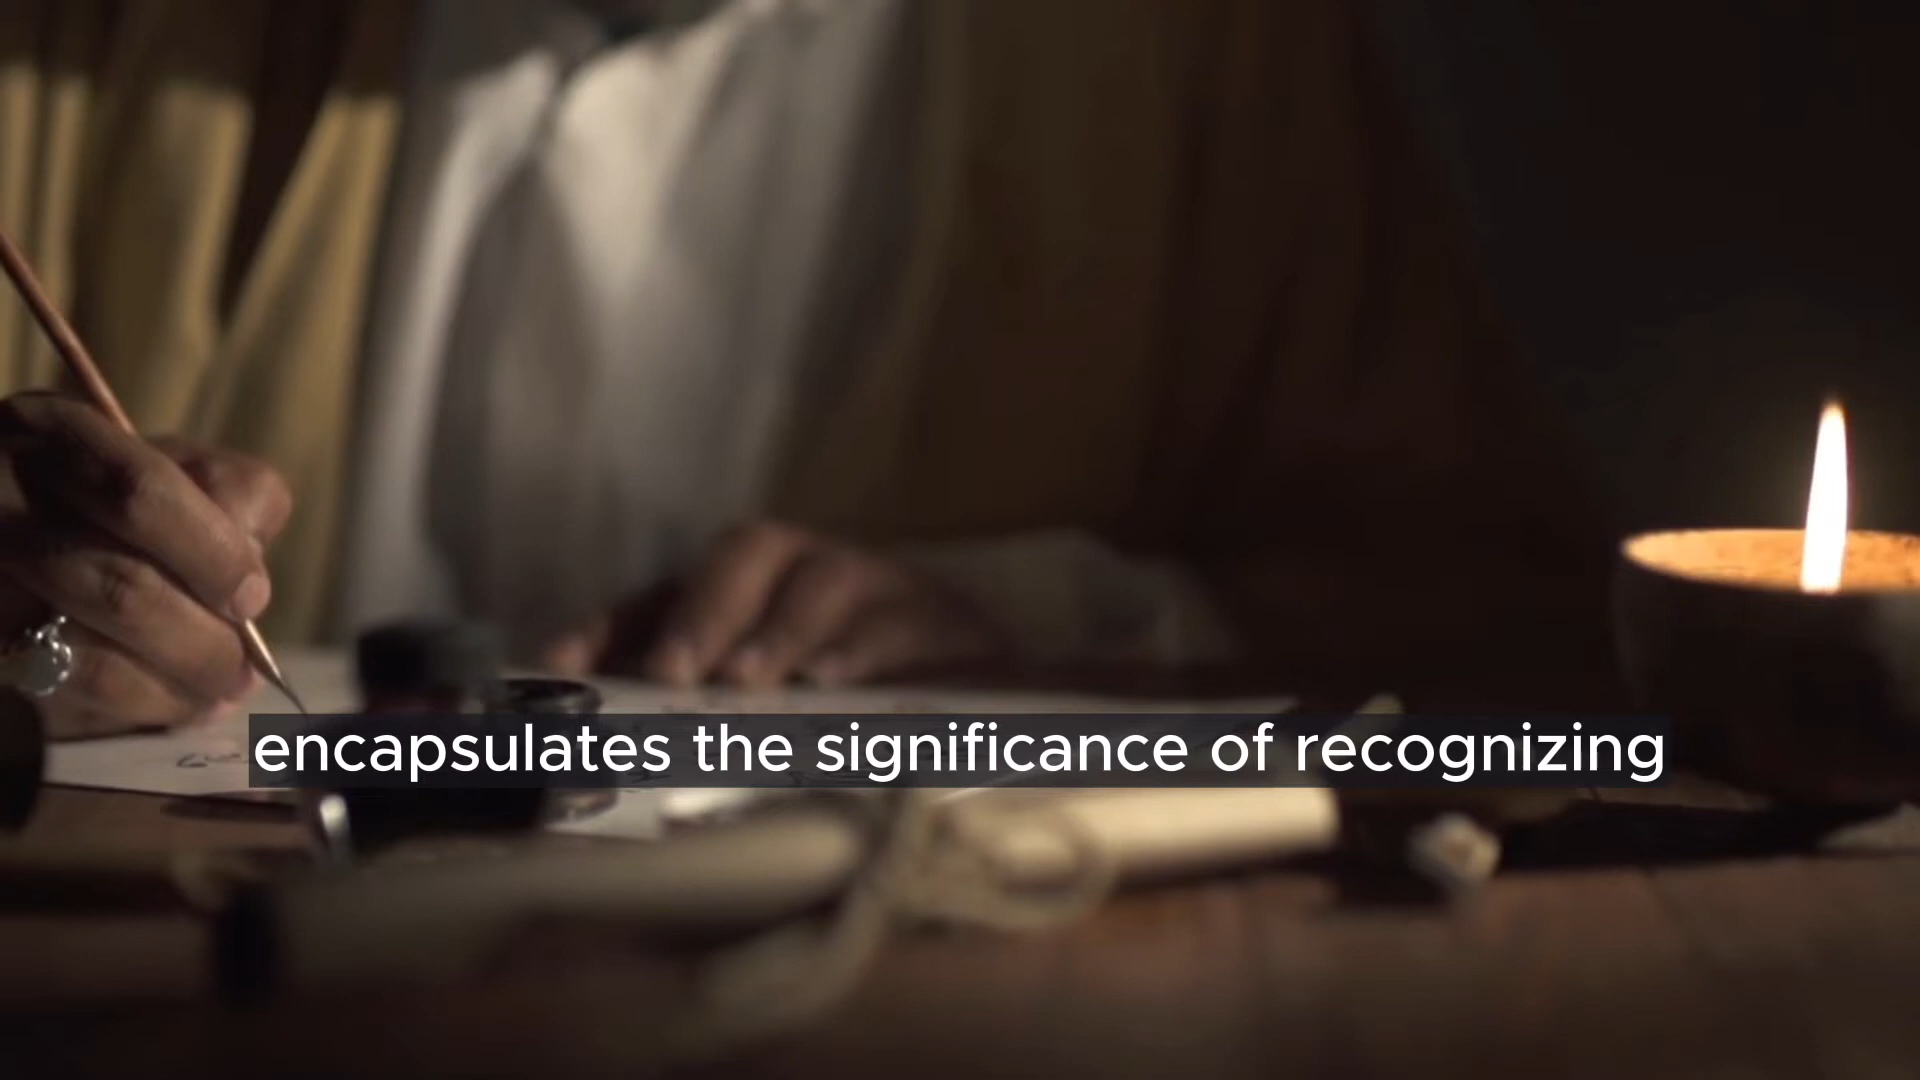 encapsulates the significance of recognizing